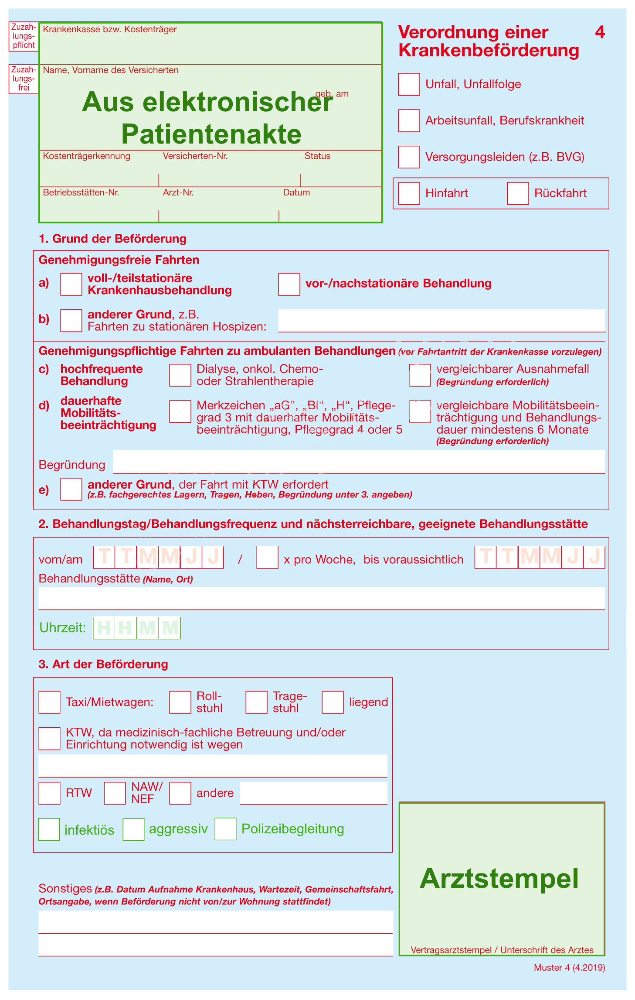 Zuzah-
lungs-
pflicht
Krankenkasse bzw. Kostenträger
Verordnung einer 4
Krankenbeförderung
Zuzah-
lungs-
frei
Name, Vorname des Versicherten
geb. am
Aus elektronischer
Patientenakte
Unfall, Unfallfolge
Arbeitsunfall, Berufskrankheit
Versorgungsleiden (z.B. BVG)
Kostenträgerkennung Versicherten-Nr. Status
Betriebsstätten-Nr. Arzt-Nr. Datum
Hinfahrt Rückfahrt
1. Grund der Beförderung
Genehmigungsfreie Fahrten
a) voll-/teilstationäre
Krankenhausbehandlung
vor-/nachstationäre Behandlung
b) anderer Grund, z.B.
Fahrten zu stationären Hospizen:
Genehmigungspflichtige Fahrten zu ambulanten Behandlungen (vor Fahrtantritt der Krankenkasse vorzulegen)
c) hochfrequente
Behandlung
Dialyse, onkol. Chemo-
oder Strahlentherapie
vergleichbarer Ausnahmefall
(Begründung erforderlich)
d) dauerhafte
Mobilitäts-
beeinträchtigung
Merkzeichen „aG“, „Bl“, „H“, Pflege-
grad 3 mit dauerhafter Mobilitäts-
beeinträchtigung, Pflegegrad 4 oder 5
vergleichbare Mobilitätsbeein-
trächtigung und Behandlungs-
dauer mindestens 6 Monate
(Begründung erforderlich)
Begründung
e) anderer Grund, der Fahrt mit KTW erfordert
(z.B. fachgerechtes Lagern, Tragen, Heben, Begründung unter 3. angeben)
2. Behandlungstag/Behandlungsfrequenz und nächsterreichbare, geeignete Behandlungsstätte
vom/am T T M M J J / x pro Woche, bis voraussichtlich T T M M J J
Behandlungsstätte (Name, Ort)
Uhrzeit: H H M M
3. Art der Beförderung
Taxi/Mietwagen:
Roll-
stuhl
Trage-
stuhl
liegend
KTW, da medizinisch-fachliche Betreuung und/oder
Einrichtung notwendig ist wegen
RTW
NAW/
NEF
andere
infektiös aggressiv Polizeibegleitung
Arztstempel
Sonstiges (z.B. Datum Aufnahme Krankenhaus, Wartezeit, Gemeinschaftsfahrt,
Ortsangabe, wenn Beförderung nicht von/zur Wohnung stattfindet)
Vertragsarztstempel / Unterschrift des Arztes
Muster 4 (4.2019)